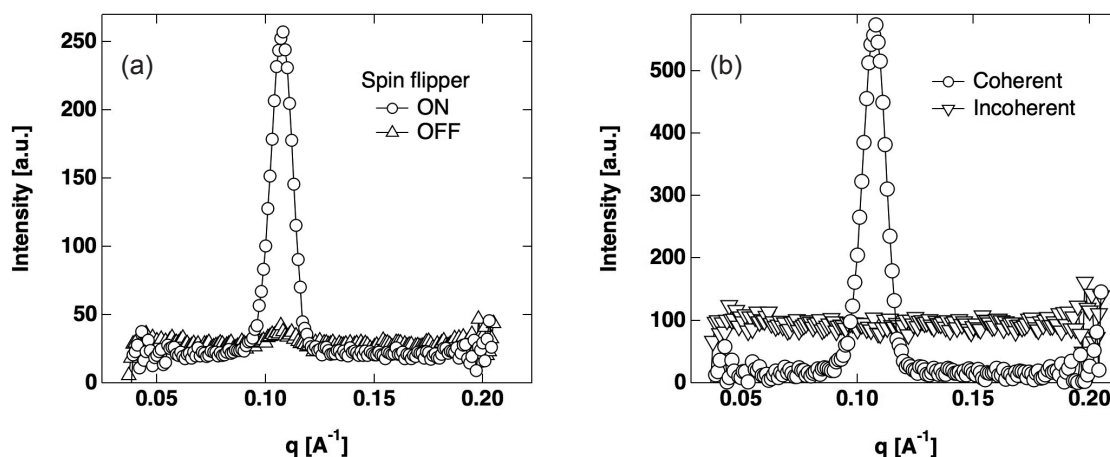 (a)
Spin flipper
ON
OFF
Intensity [a.u.]
250
200
150
100
50
0
0.05 0.10 0.15 0.20
q [A⁻¹]
(b)
Coherent
Incoherent
Intensity [a.u.]
500
400
300
200
100
0
0.05 0.10 0.15 0.20
q [A⁻¹]